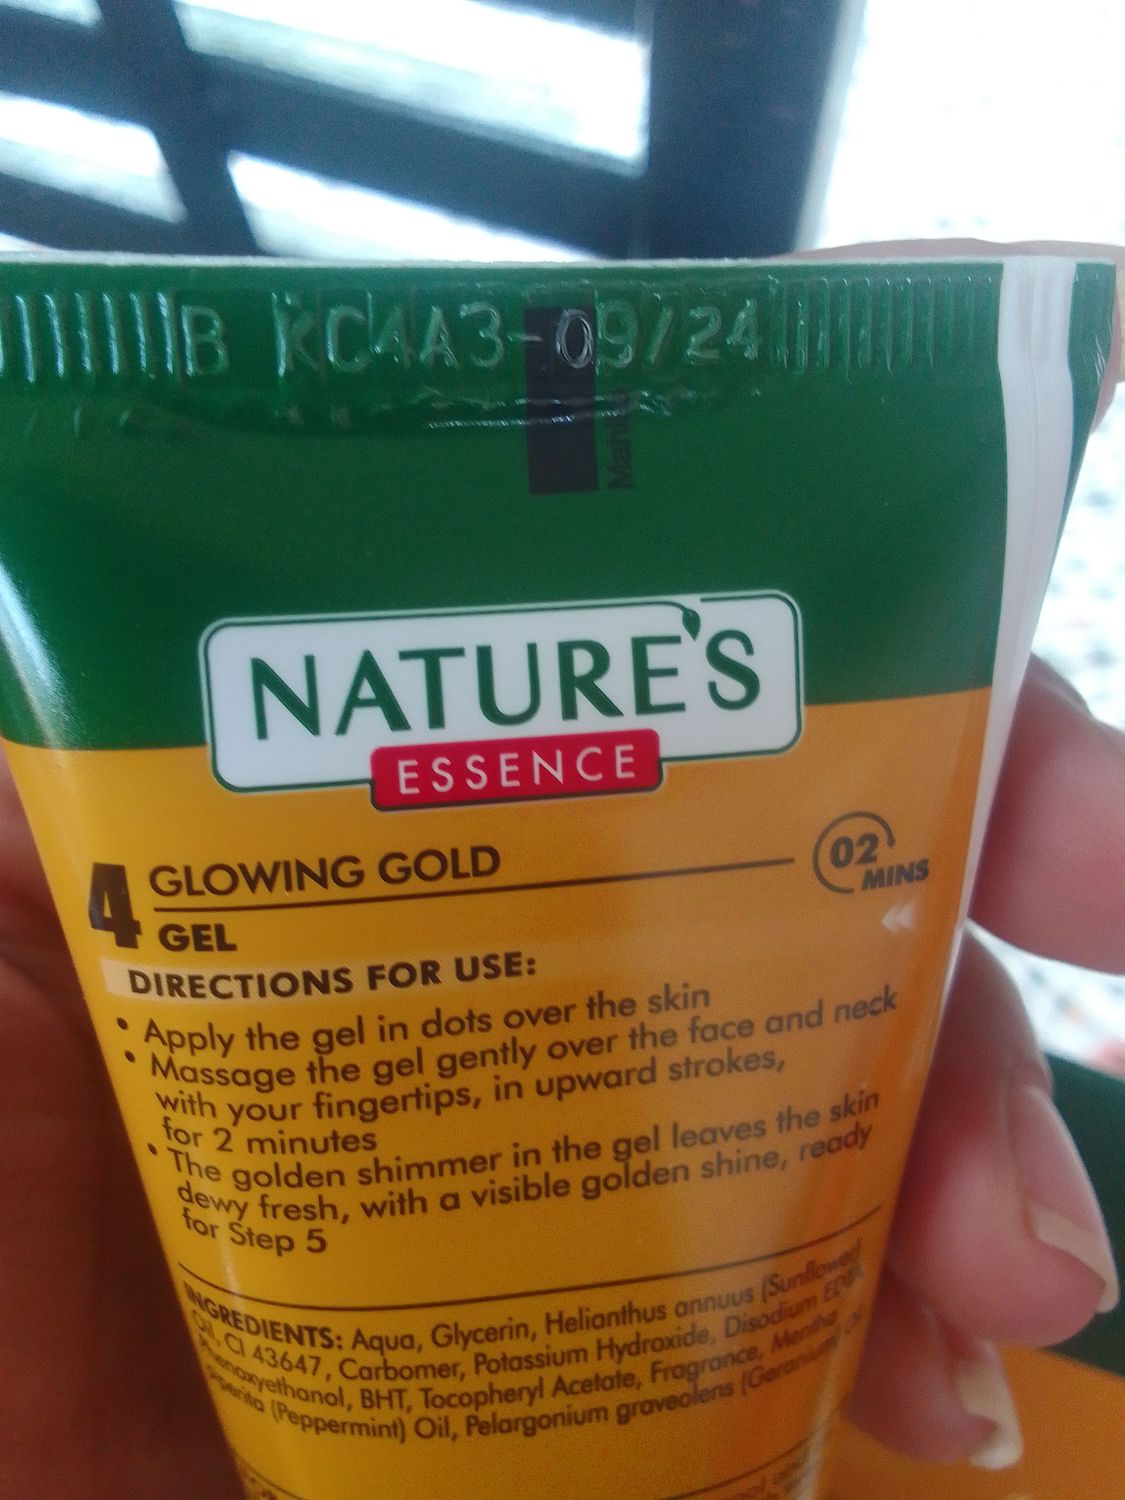 B KC4A3-09/24
NATURE'S
ESSENCE
4 GLOWING GOLD
GEL
02
MINS
DIRECTIONS FOR USE:
• Apply the gel in dots over the skin
• Massage the gel gently over the face and neck
with your fingertips, in upward strokes,
for 2 minutes
• The golden shimmer in the gel leaves the skin
dewy fresh, with a visible golden shine, ready
for Step 5
INGREDIENTS: Aqua, Glycerin, Helianthus annuus (Sunflower)
Oil, CI 43647, Carbomer, Potassium Hydroxide, Disodium EDTA,
Phenoxyethanol, BHT, Tocopheryl Acetate, Fragrance, Mentha
Piperita (Peppermint) Oil, Pelargonium graveolens (Geranium) Oil